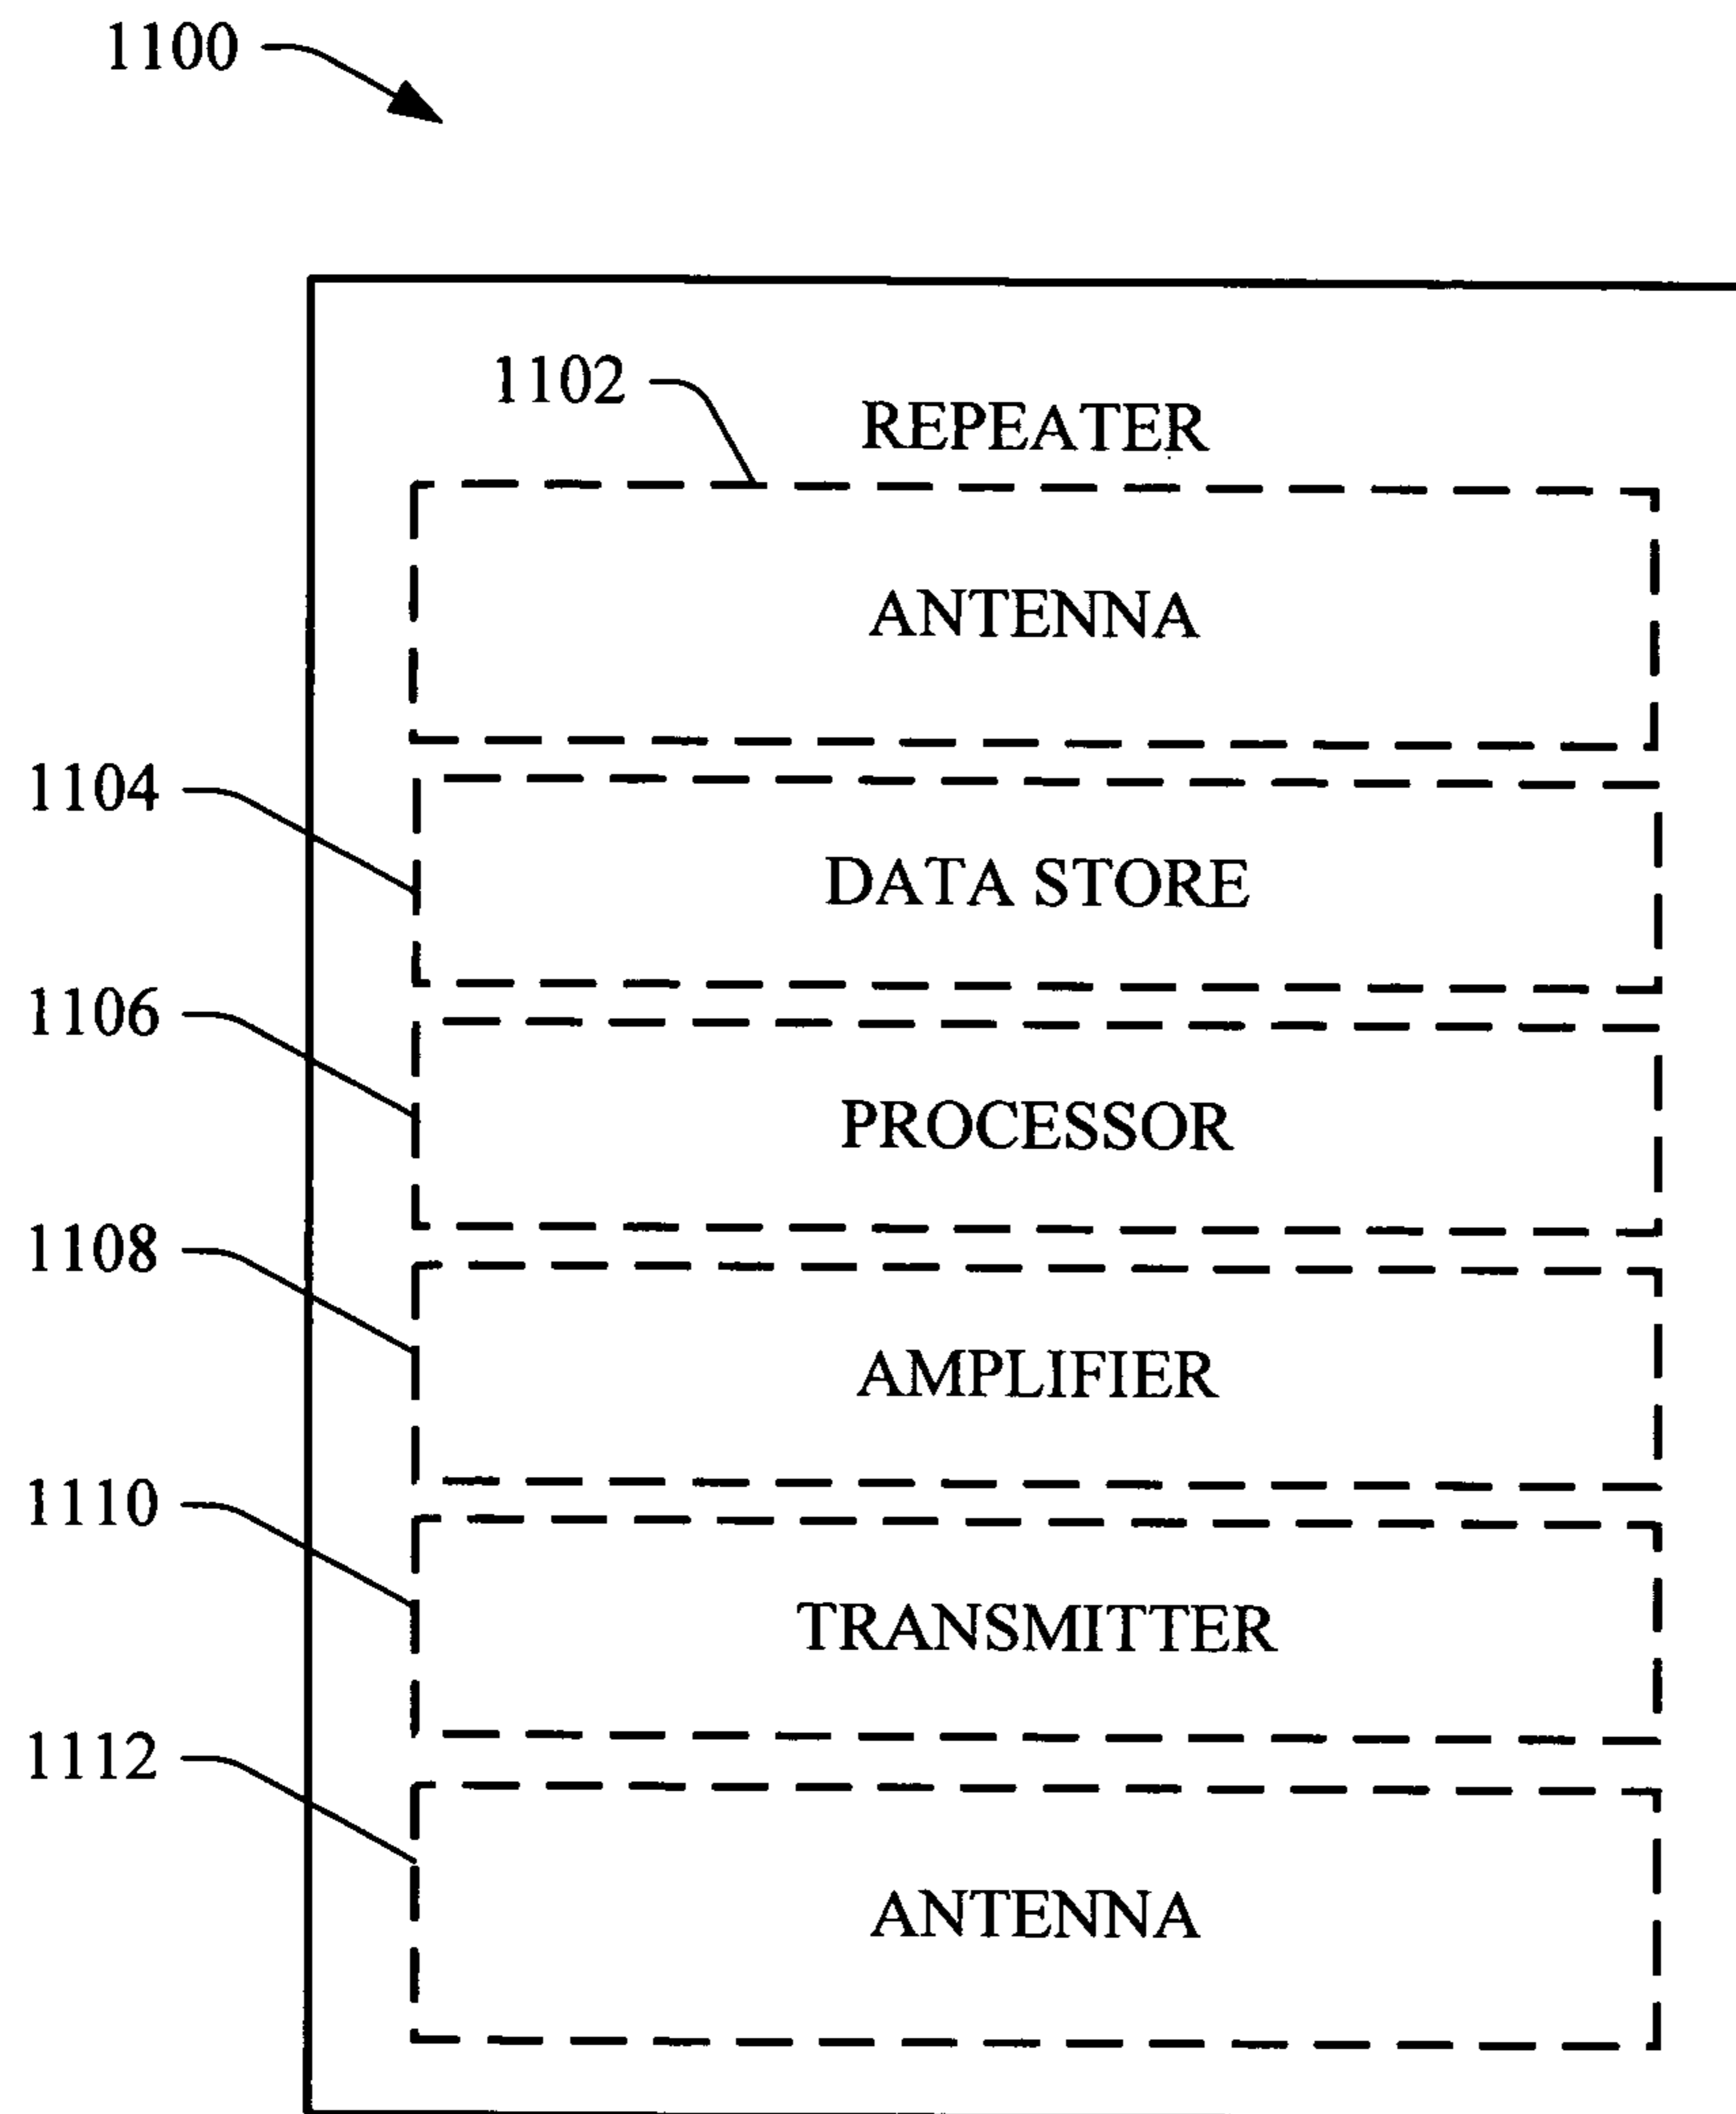 1100
1102
REPEATER
ANTENNA
1104
DATA STORE
1106
PROCESSOR
1108
AMPLIFIER
1110
TRANSMITTER
1112
ANTENNA